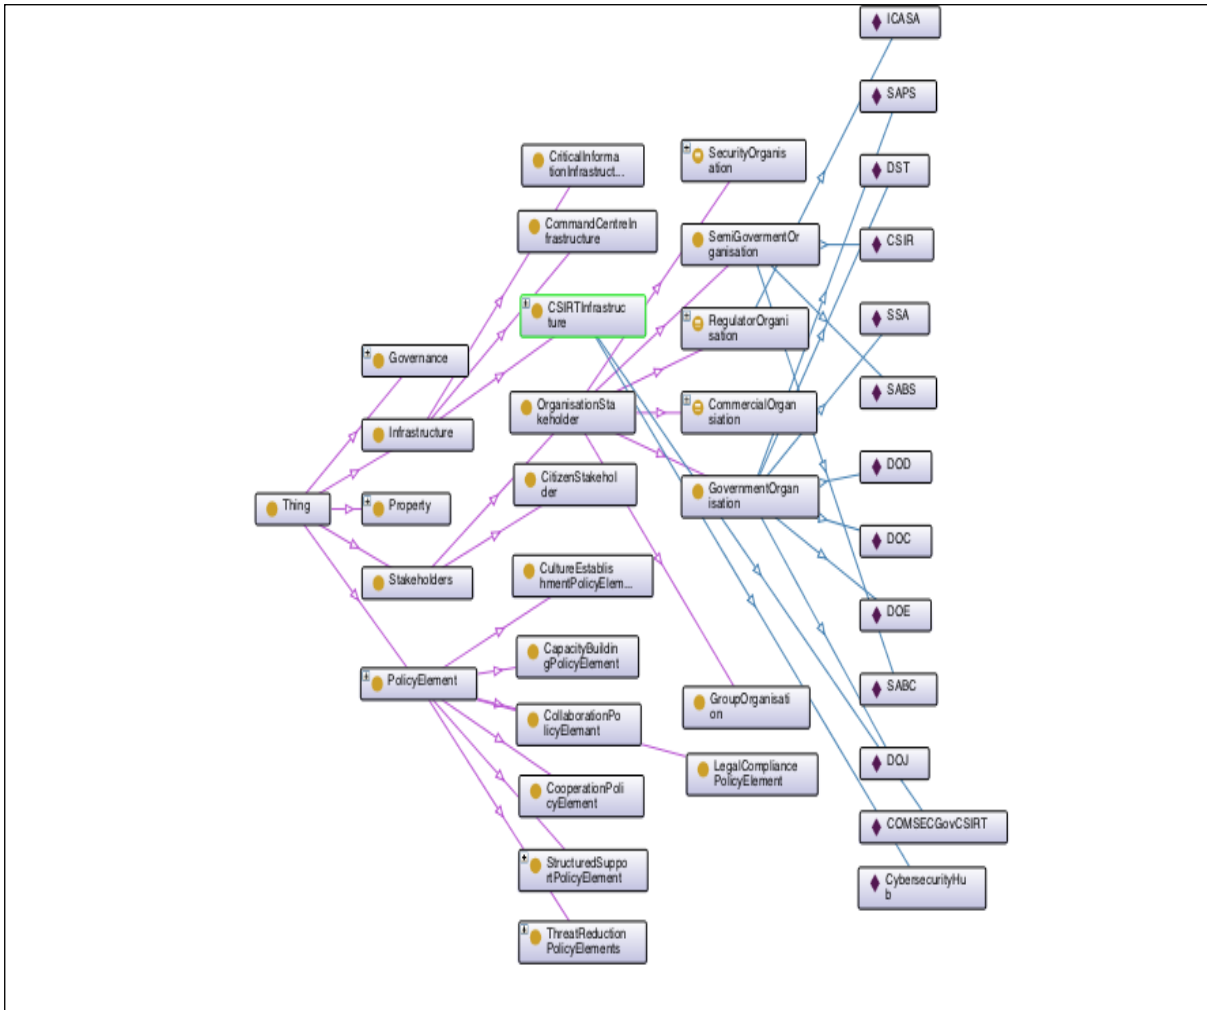 Thing
Governance
Infrastructure
Property
Stakeholders
PolicyElement
CriticalInforma
tionInfrastruct...
CommandCentreIn
frastructure
CSIRTInfrastruc
ture
OrganisationSta
keholder
CitizenStakehol
der
CultureEstablis
hmentPolicyElem...
CapacityBuildin
gPolicyElement
CollaborationPo
licyElemant
CooperationPoli
cyElement
StructuredSuppo
rtPolicyElement
ThreatReduction
PolicyElements
SecurityOrganis
ation
SemiGovermentOr
ganisation
RegulatorOrgani
sation
CommercialOrgan
siation
GovernmentOrgan
isation
GroupOrganisati
on
LegalCompliance
PolicyElement
ICASA
SAPS
DST
CSIR
SSA
SABS
DOD
DOC
DOE
SABC
DOJ
COMSECGovCSIRT
CybersecurityHu
b